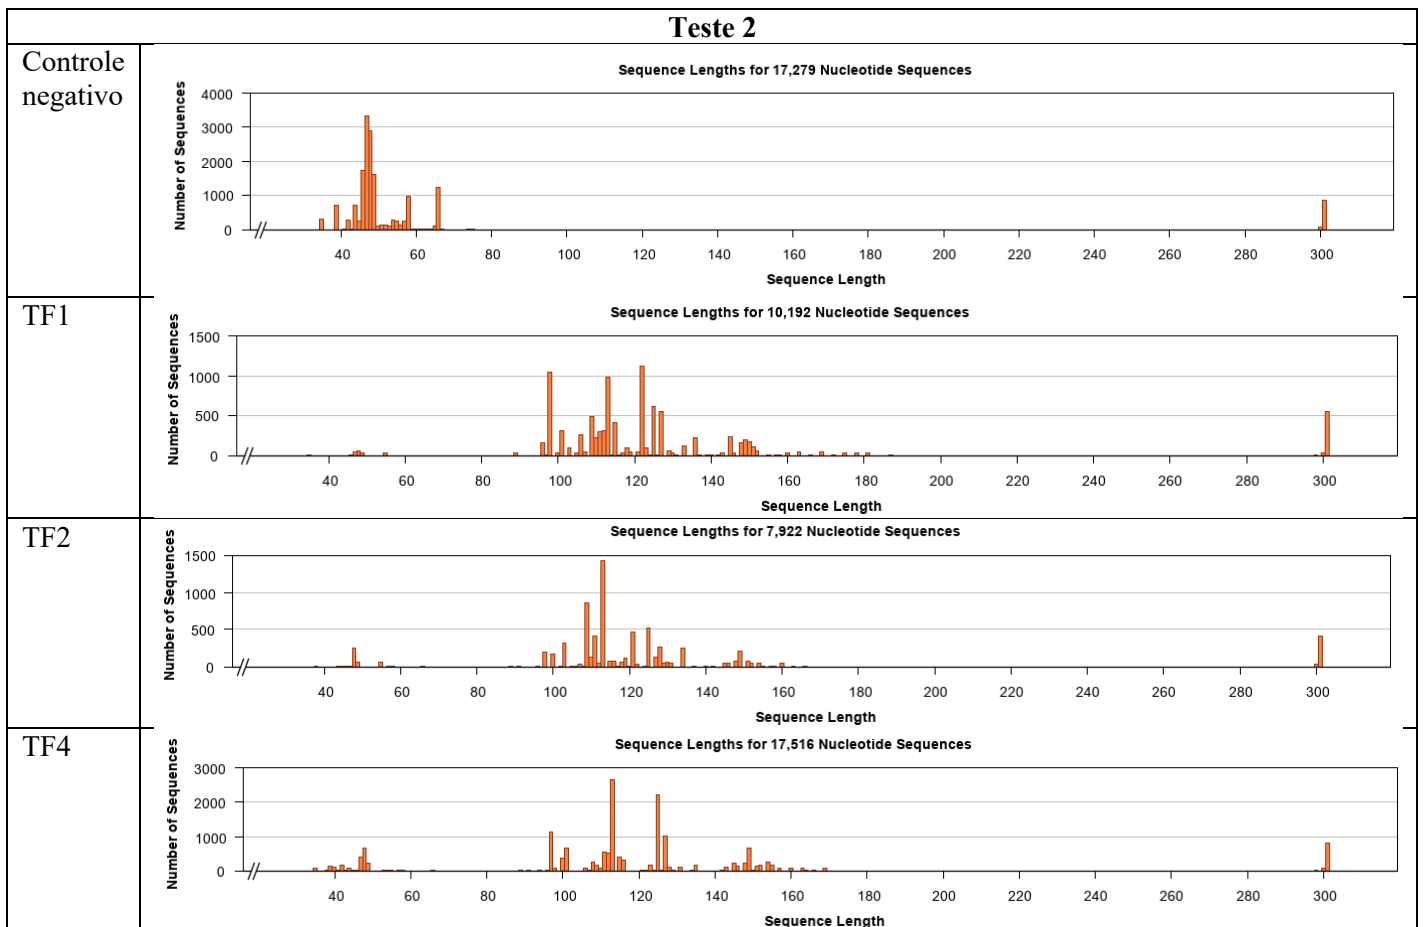 Teste 2
Controle
negativo
Sequence Lengths for 17,279 Nucleotide Sequences
Number of Sequences
4000
3000
2000
1000
0
40 60 80 100 120 140 160 180 200 220 240 260 280 300
Sequence Length
TF1
Sequence Lengths for 10,192 Nucleotide Sequences
Number of Sequences
1500
1000
500
0
40 60 80 100 120 140 160 180 200 220 240 260 280 300
Sequence Length
TF2
Sequence Lengths for 7,922 Nucleotide Sequences
Number of Sequences
1500
1000
500
0
40 60 80 100 120 140 160 180 200 220 240 260 280 300
Sequence Length
TF4
Sequence Lengths for 17,516 Nucleotide Sequences
Number of Sequences
3000
2000
1000
0
40 60 80 100 120 140 160 180 200 220 240 260 280 300
Sequence Length